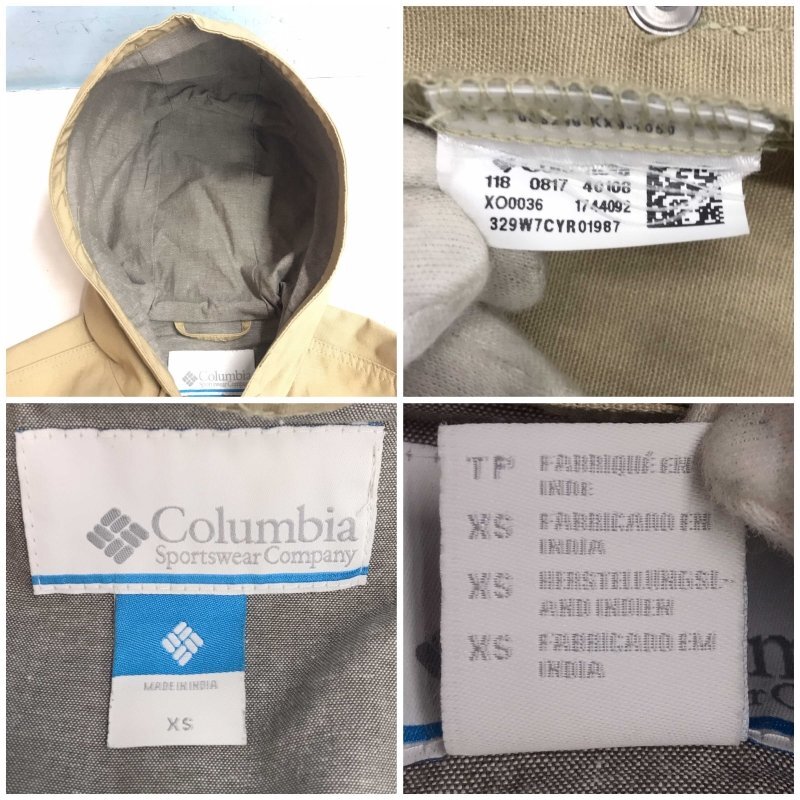 Columbia
Sportswear Company
Columbia
118 0817 40108
XO0036 1744092
329W7CYR01987
Columbia
Sportswear Company
MADE IN INDIA
XS
TP FABRIQUÉ EN
INDE
XS FABRICADO EN
INDIA
XS HERSTELLUNGSL-
AND INDIEN
XS FABRICADO EM
INDIA